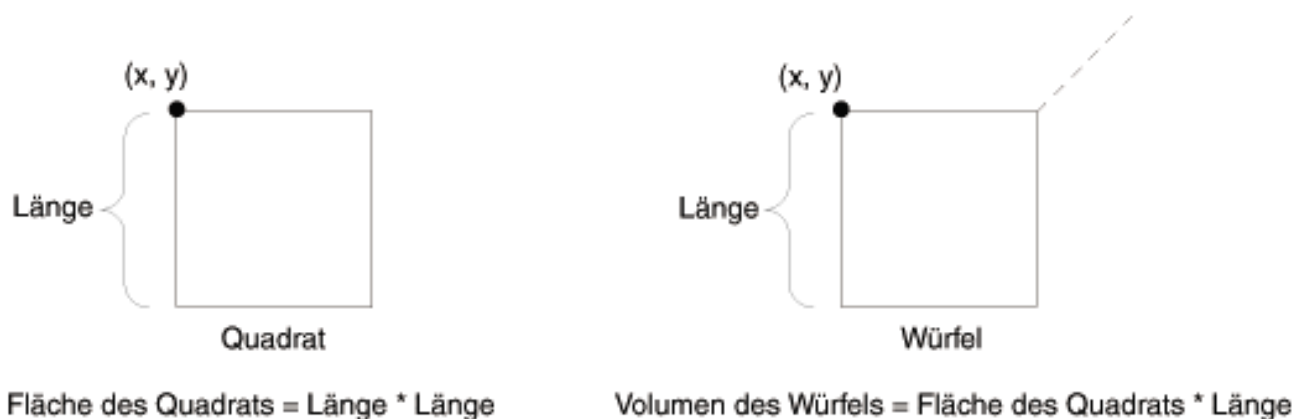 (x, y)
Länge
Quadrat
Fläche des Quadrats = Länge * Länge
(x, y)
Länge
Würfel
Volumen des Würfels = Fläche des Quadrats * Länge